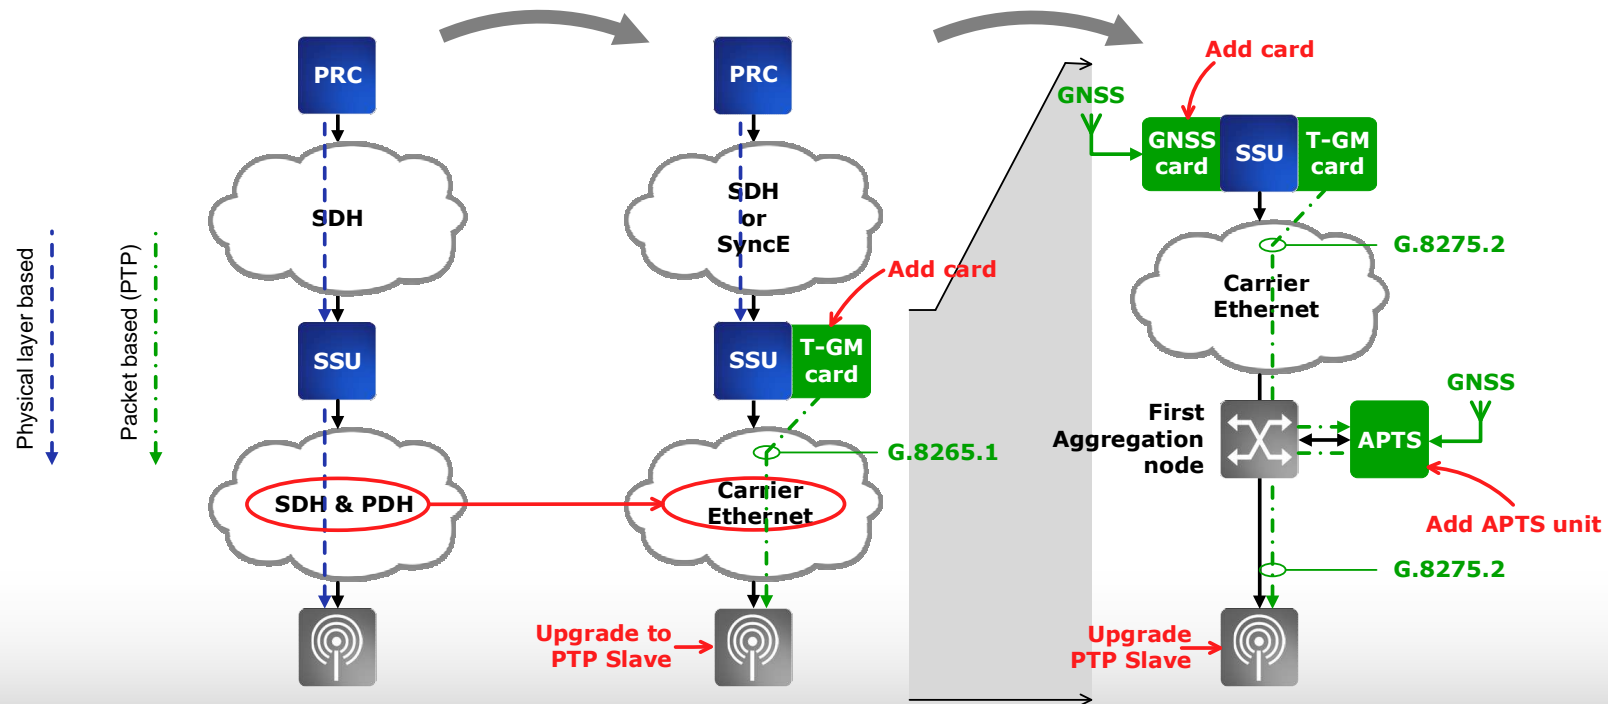 Physical layer based
Packet based (PTP)
PRC
SDH
SSU
SDH & PDH
PRC
SDH
or
SyncE
Add card
SSU
T-GM
card
G.8265.1
Carrier
Ethernet
Upgrade to
PTP Slave
Add card
GNSS
GNSS
card
SSU
T-GM
card
G.8275.2
Carrier
Ethernet
GNSS
First
Aggregation
node
APTS
Add APTS unit
G.8275.2
Upgrade
PTP Slave